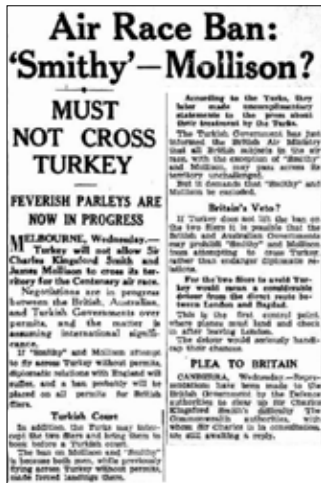 Air Race Ban:
'Smithy'—Mollison?
MUST
NOT CROSS
TURKEY
FEVERISH PARLEYS ARE
NOW IN PROGRESS
MELBOURNE, Wednesday.—
Turkey will not allow Sir
Charles Kingsford Smith and
James Mollison to cross its ter-
ritory for the Centenary air race.
Negotiations are in progress
between the British, Australian,
and Turkish Governments over
permits, and the matter is
assuming international signifi-
cance.
If "Smithy" and Mollison attempt
to fly across Turkey without permits,
diplomatic relations with England will
suffer, and a ban probably will be
placed on all permits for British
fliers.
Turkish Court
In addition, the Turks may inter-
cept the two fliers and bring them to
book before a Turkish court.
The ban on Mollison and "Smithy"
is because both men, while previously
flying across Turkey without permits,
made forced landings there.
According to the Turks, they
later made uncomplimentary
statements to the press about
their treatment by the Turks.
The Turkish Government has just
informed the British Air Ministry
that all British subjects in the air
race, with the exception of "Smithy"
and Mollison, may pass across its
territory unchallenged.
But it demands that "Smithy" and
Mollison be excluded.
Britain's Veto?
If Turkey does not lift the ban on
the two fliers it is possible that the
British and Australian Governments
may prohibit "Smithy" and Mollison
from attempting to cross Turkey,
rather than endanger diplomatic re-
lations.
For the two fliers to avoid Tur-
key would mean a considerable
detour from the direct route be-
tween London and Bagdad.
This is the first control point,
where planes must land and check
in after leaving London.
The detour would seriously handi-
cap their chances.
PLEA TO BRITAIN
CANBERRA, Wednesday.—Repre-
sentations have been made to the
British Government by the Defence
authorities to clear up Sir Charles
Kingsford Smith's difficulty. The
Commonwealth authorities, with
whom Sir Charles is in consultation,
are still awaiting a reply.